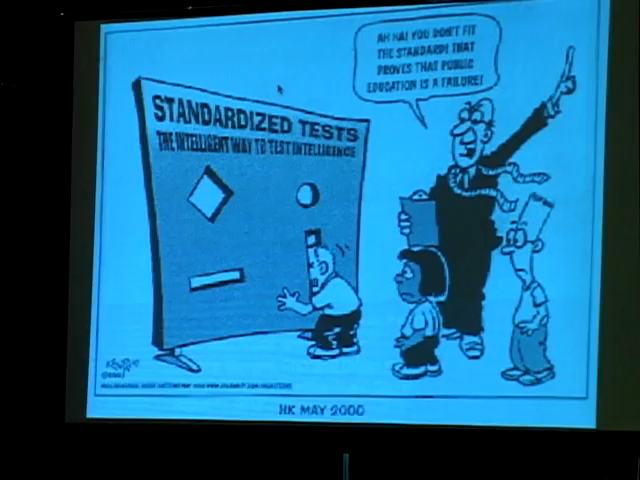 AH HA! YOU DON'T FIT
THE STANDARD! THAT
PROVES THAT PUBLIC
EDUCATION IS A FAILURE!
STANDARDIZED TESTS
THE INTELLIGENT WAY TO TEST INTELLIGENCE
HK MAY 2000